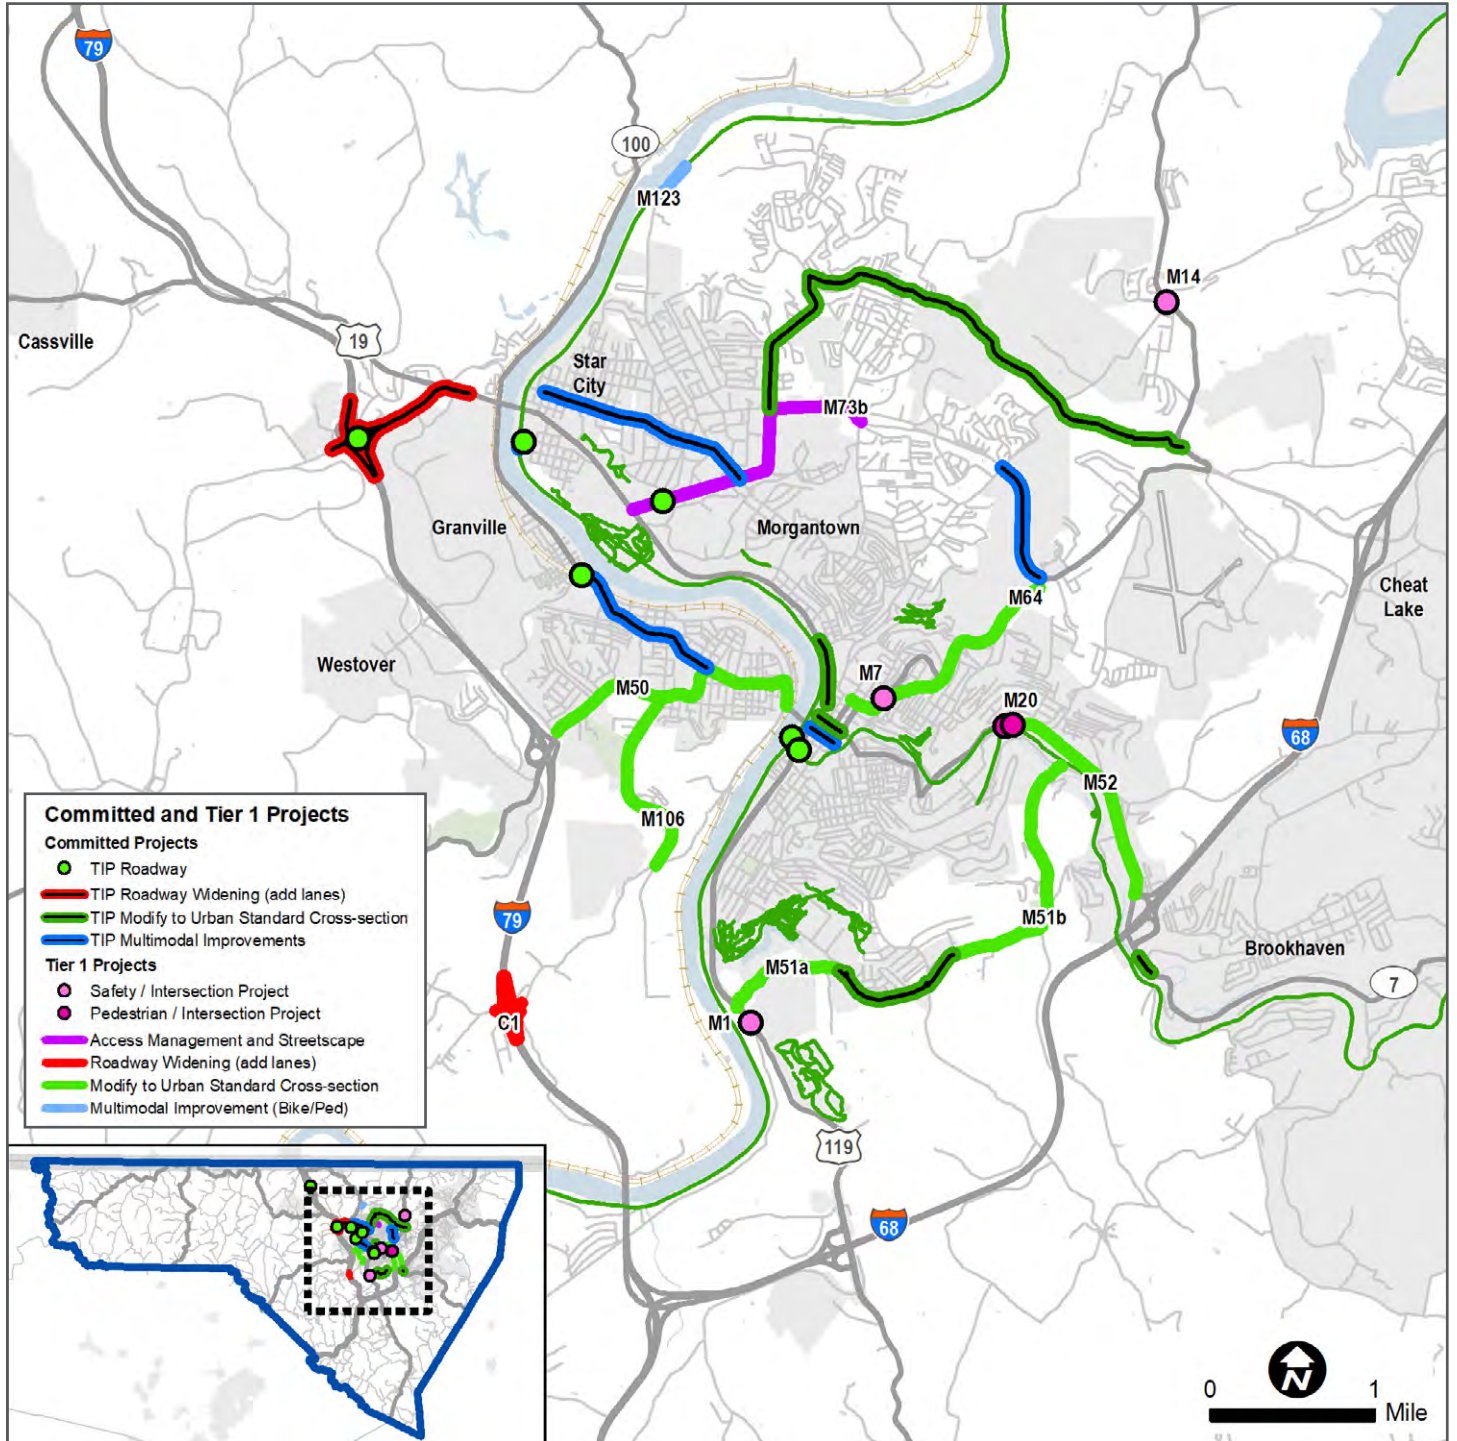 79
100
M123
M14
Cassville
19
Star
City
M73b
Granville
Morgantown
Cheat
Lake
M64
Westover
M7
M50
M20
68
M52
M106
Committed and Tier 1 Projects
Committed Projects
TIP Roadway
TIP Roadway Widening (add lanes)
TIP Modify to Urban Standard Cross-section
TIP Multimodal Improvements
Tier 1 Projects
Safety / Intersection Project
Pedestrian / Intersection Project
Access Management and Streetscape
Roadway Widening (add lanes)
Modify to Urban Standard Cross-section
Multimodal Improvement (Bike/Ped)
79
M51b
Brookhaven
M51a
7
C1
M1
119
68
N
0 1
Mile